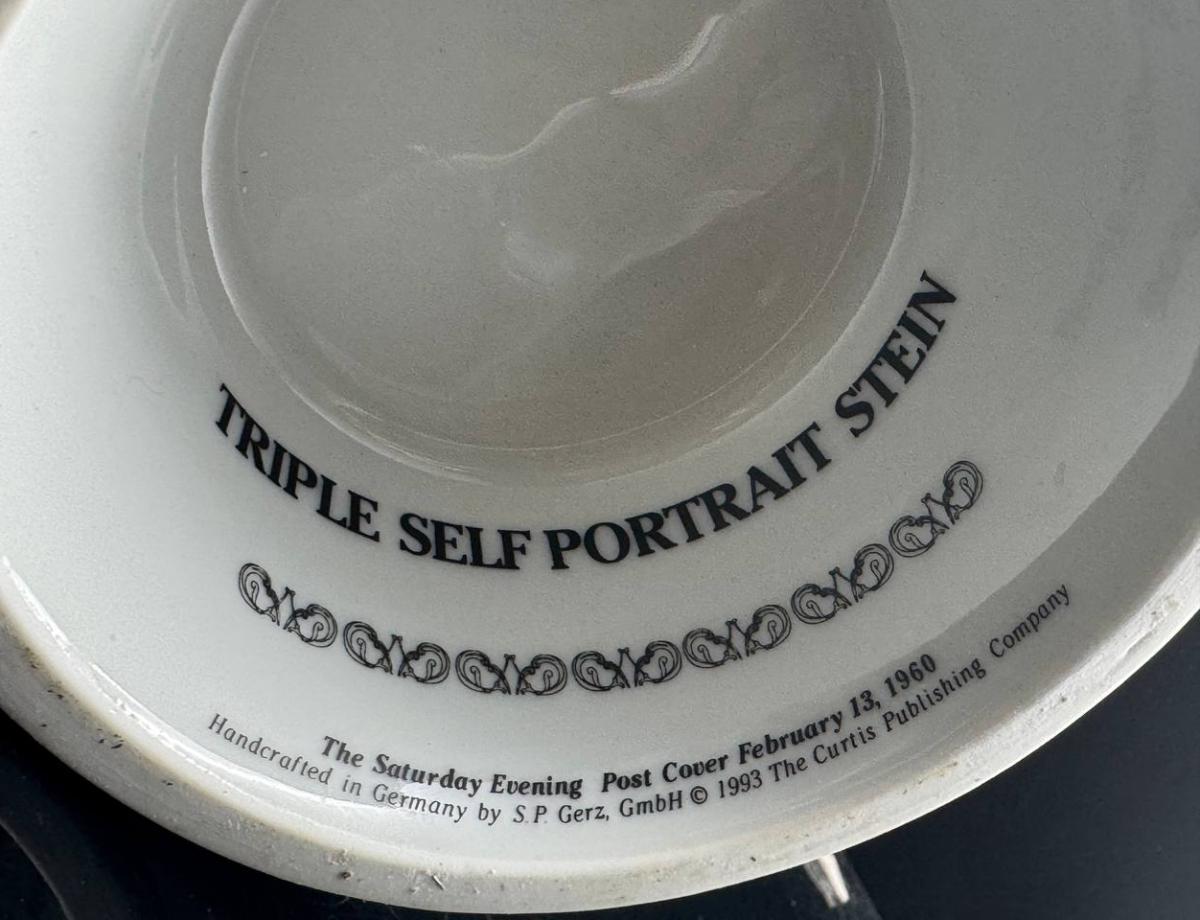 TRIPLE SELF PORTRAIT STEIN
The Saturday Evening Post Cover February 13, 1960
Handcrafted in Germany by S.P. Gerz, GmbH © 1993 The Curtis Publishing Company